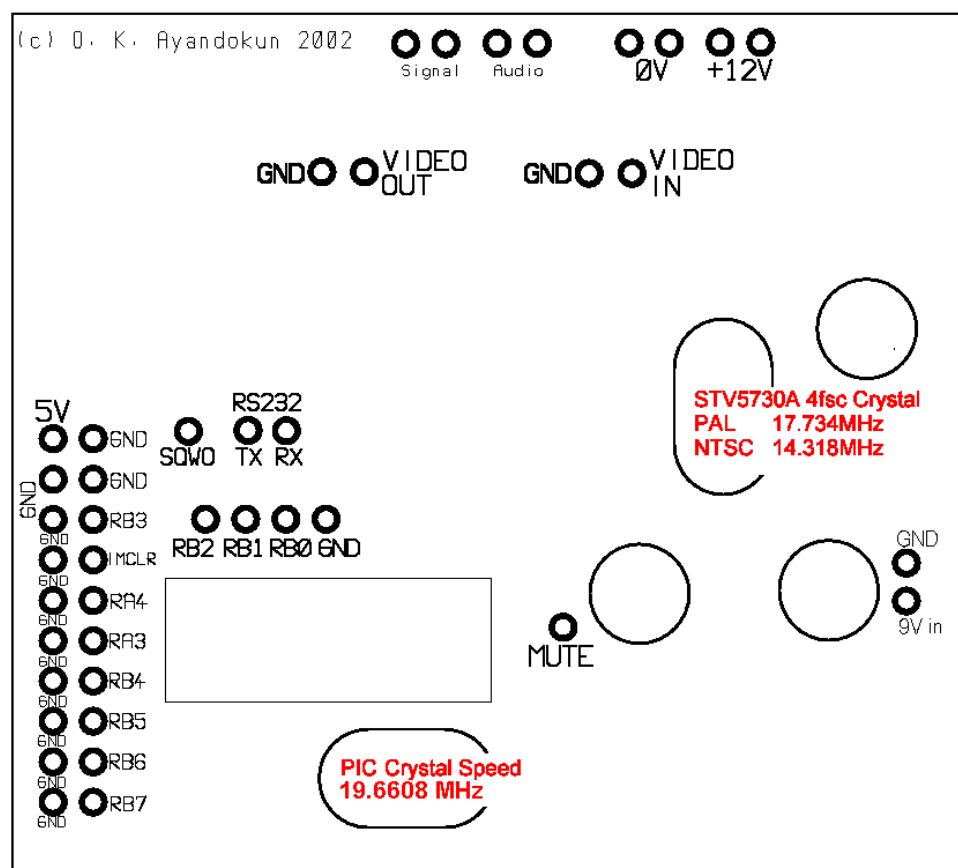 (c) O. K. Ayandokun 2002
Signal Audio
0V +12V
GND VIDEO OUT
GND VIDEO IN
STV5730A 4fsc Crystal
PAL 17.734MHz
NTSC 14.318MHz
5V
RS232
GND
SQWO TX RX
GND
GND
RB3
GND
RB2 RB1 RB0 GND
!MCLR
GND
RA4
GND
RA3
GND
RB4
GND
RB5
GND
RB6
GND
RB7
GND
GND
9V in
MUTE
PIC Crystal Speed
19.6608 MHz